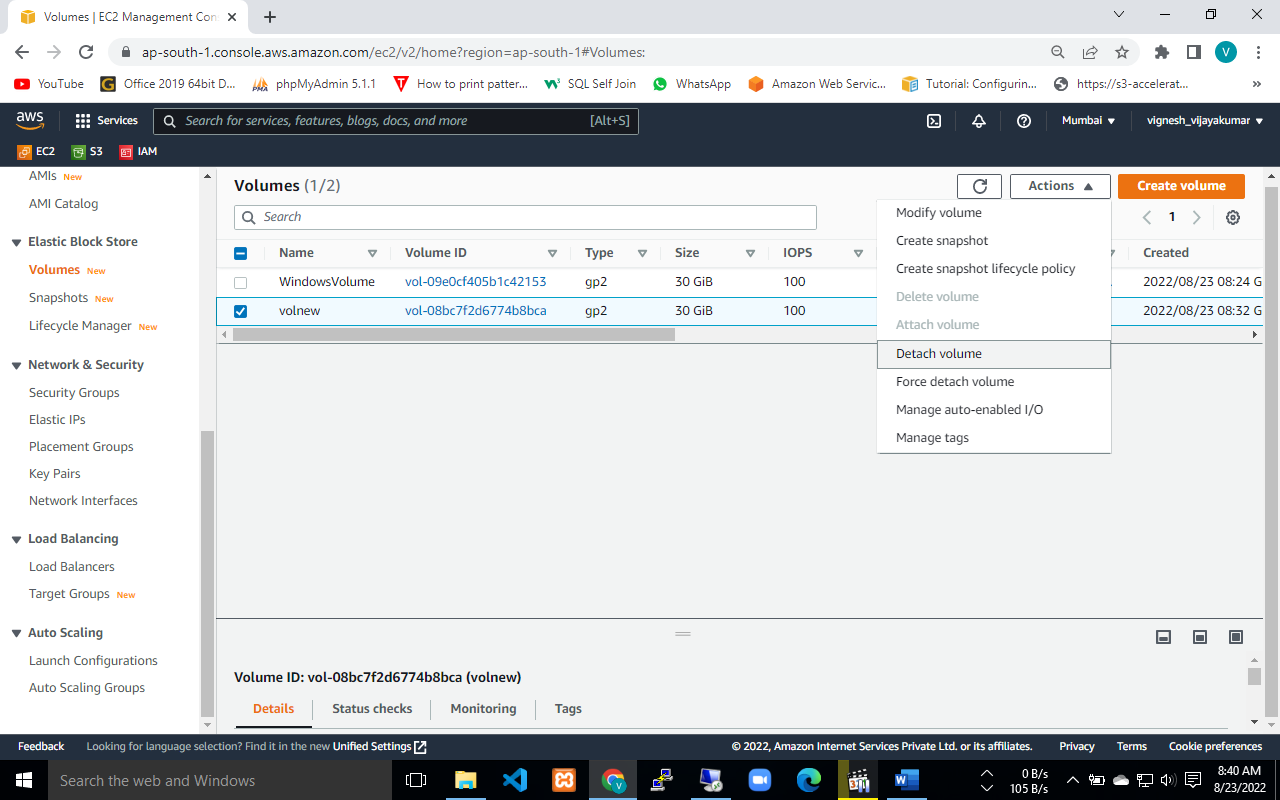 Volumes | EC2 Management Con
ap-south-1.console.aws.amazon.com/ec2/v2/home?region=ap-south-1#Volumes:
V
YouTube
G
Office 2019 64bit D...
PMA
phpMyAdmin 5.1.1
T
How to print patter...
SQL Self Join
WhatsApp
Amazon Web Servic...
Tutorial: Configurin...
https://s3-accelerat...
»
aws
Services
Search for services, features, blogs, docs, and more
[Alt+S]
Mumbai
vignesh_vijayakumar
EC2
S3
IAM
AMIs New
AMI Catalog
Elastic Block Store
Volumes New
Snapshots New
Lifecycle Manager New
Network & Security
Security Groups
Elastic IPs
Placement Groups
Key Pairs
Network Interfaces
Load Balancing
Load Balancers
Target Groups New
Auto Scaling
Launch Configurations
Auto Scaling Groups
Volumes (1/2)
Actions
Create volume
Search
1
Name
Volume ID
Type
Size
IOPS
Created
WindowsVolume
vol-09e0cf405b1c42153
gp2
30 GiB
100
2022/08/23 08:24 G
volnew
vol-08bc7f2d6774b8bca
gp2
30 GiB
100
2022/08/23 08:32 G
Modify volume
Create snapshot
Create snapshot lifecycle policy
Delete volume
Attach volume
Detach volume
Force detach volume
Manage auto-enabled I/O
Manage tags
Volume ID: vol-08bc7f2d6774b8bca (volnew)
Details
Status checks
Monitoring
Tags
Feedback
Looking for language selection? Find it in the new Unified Settings
© 2022, Amazon Internet Services Private Ltd. or its affiliates.
Privacy
Terms
Cookie preferences
Search the web and Windows
0 B/s
105 B/s
8:40 AM
8/23/2022